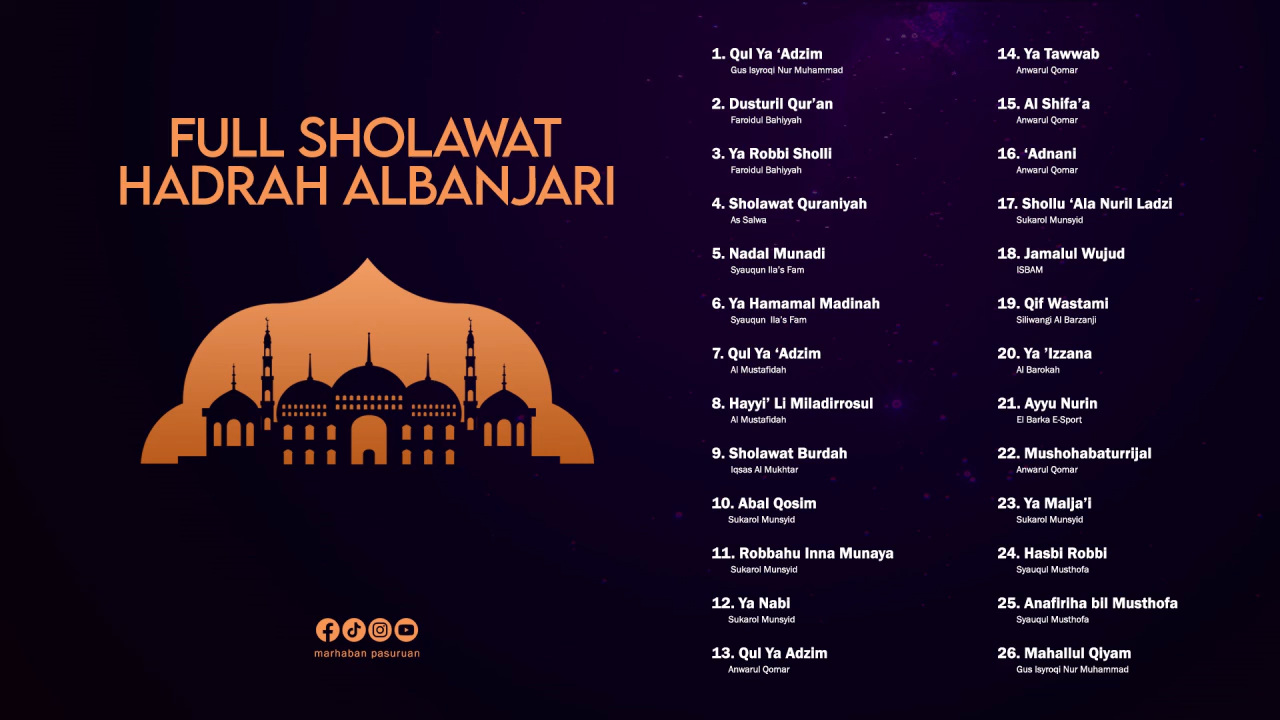 FULL SHOLAWAT
HADRAH ALBANJARI
marhaban pasuruan
1. Qul Ya ‘Adzim
Gus Isyroqi Nur Muhammad
2. Dusturil Qur’an
Faroidul Bahiyyah
3. Ya Robbi Sholli
Faroidul Bahiyyah
4. Sholawat Quraniyah
As Salwa
5. Nadal Munadi
Syauqun Ila’s Fam
6. Ya Hamamal Madinah
Syauqun Ila’s Fam
7. Qul Ya ‘Adzim
Al Mustafidah
8. Hayyi’ Li Miladirrosul
Al Mustafidah
9. Sholawat Burdah
Iqsas Al Mukhtar
10. Abal Qosim
Sukarol Munsyid
11. Robbahu Inna Munaya
Sukarol Munsyid
12. Ya Nabi
Sukarol Munsyid
13. Qul Ya Adzim
Anwarul Qomar
14. Ya Tawwab
Anwarul Qomar
15. Al Shifa’a
Anwarul Qomar
16. ‘Adnani
Anwarul Qomar
17. Shollu ‘Ala Nuril Ladzi
Sukarol Munsyid
18. Jamalul Wujud
ISBAM
19. Qif Wastami
Siliwangi Al Barzanji
20. Ya ’Izzana
Al Barokah
21. Ayyu Nurin
El Barka E-Sport
22. Mushohabaturrijal
Anwarul Qomar
23. Ya Malja’i
Sukarol Munsyid
24. Hasbi Robbi
Syauqul Musthofa
25. Anafiriha bil Musthofa
Syauqul Musthofa
26. Mahallul Qiyam
Gus Isyroqi Nur Muhammad